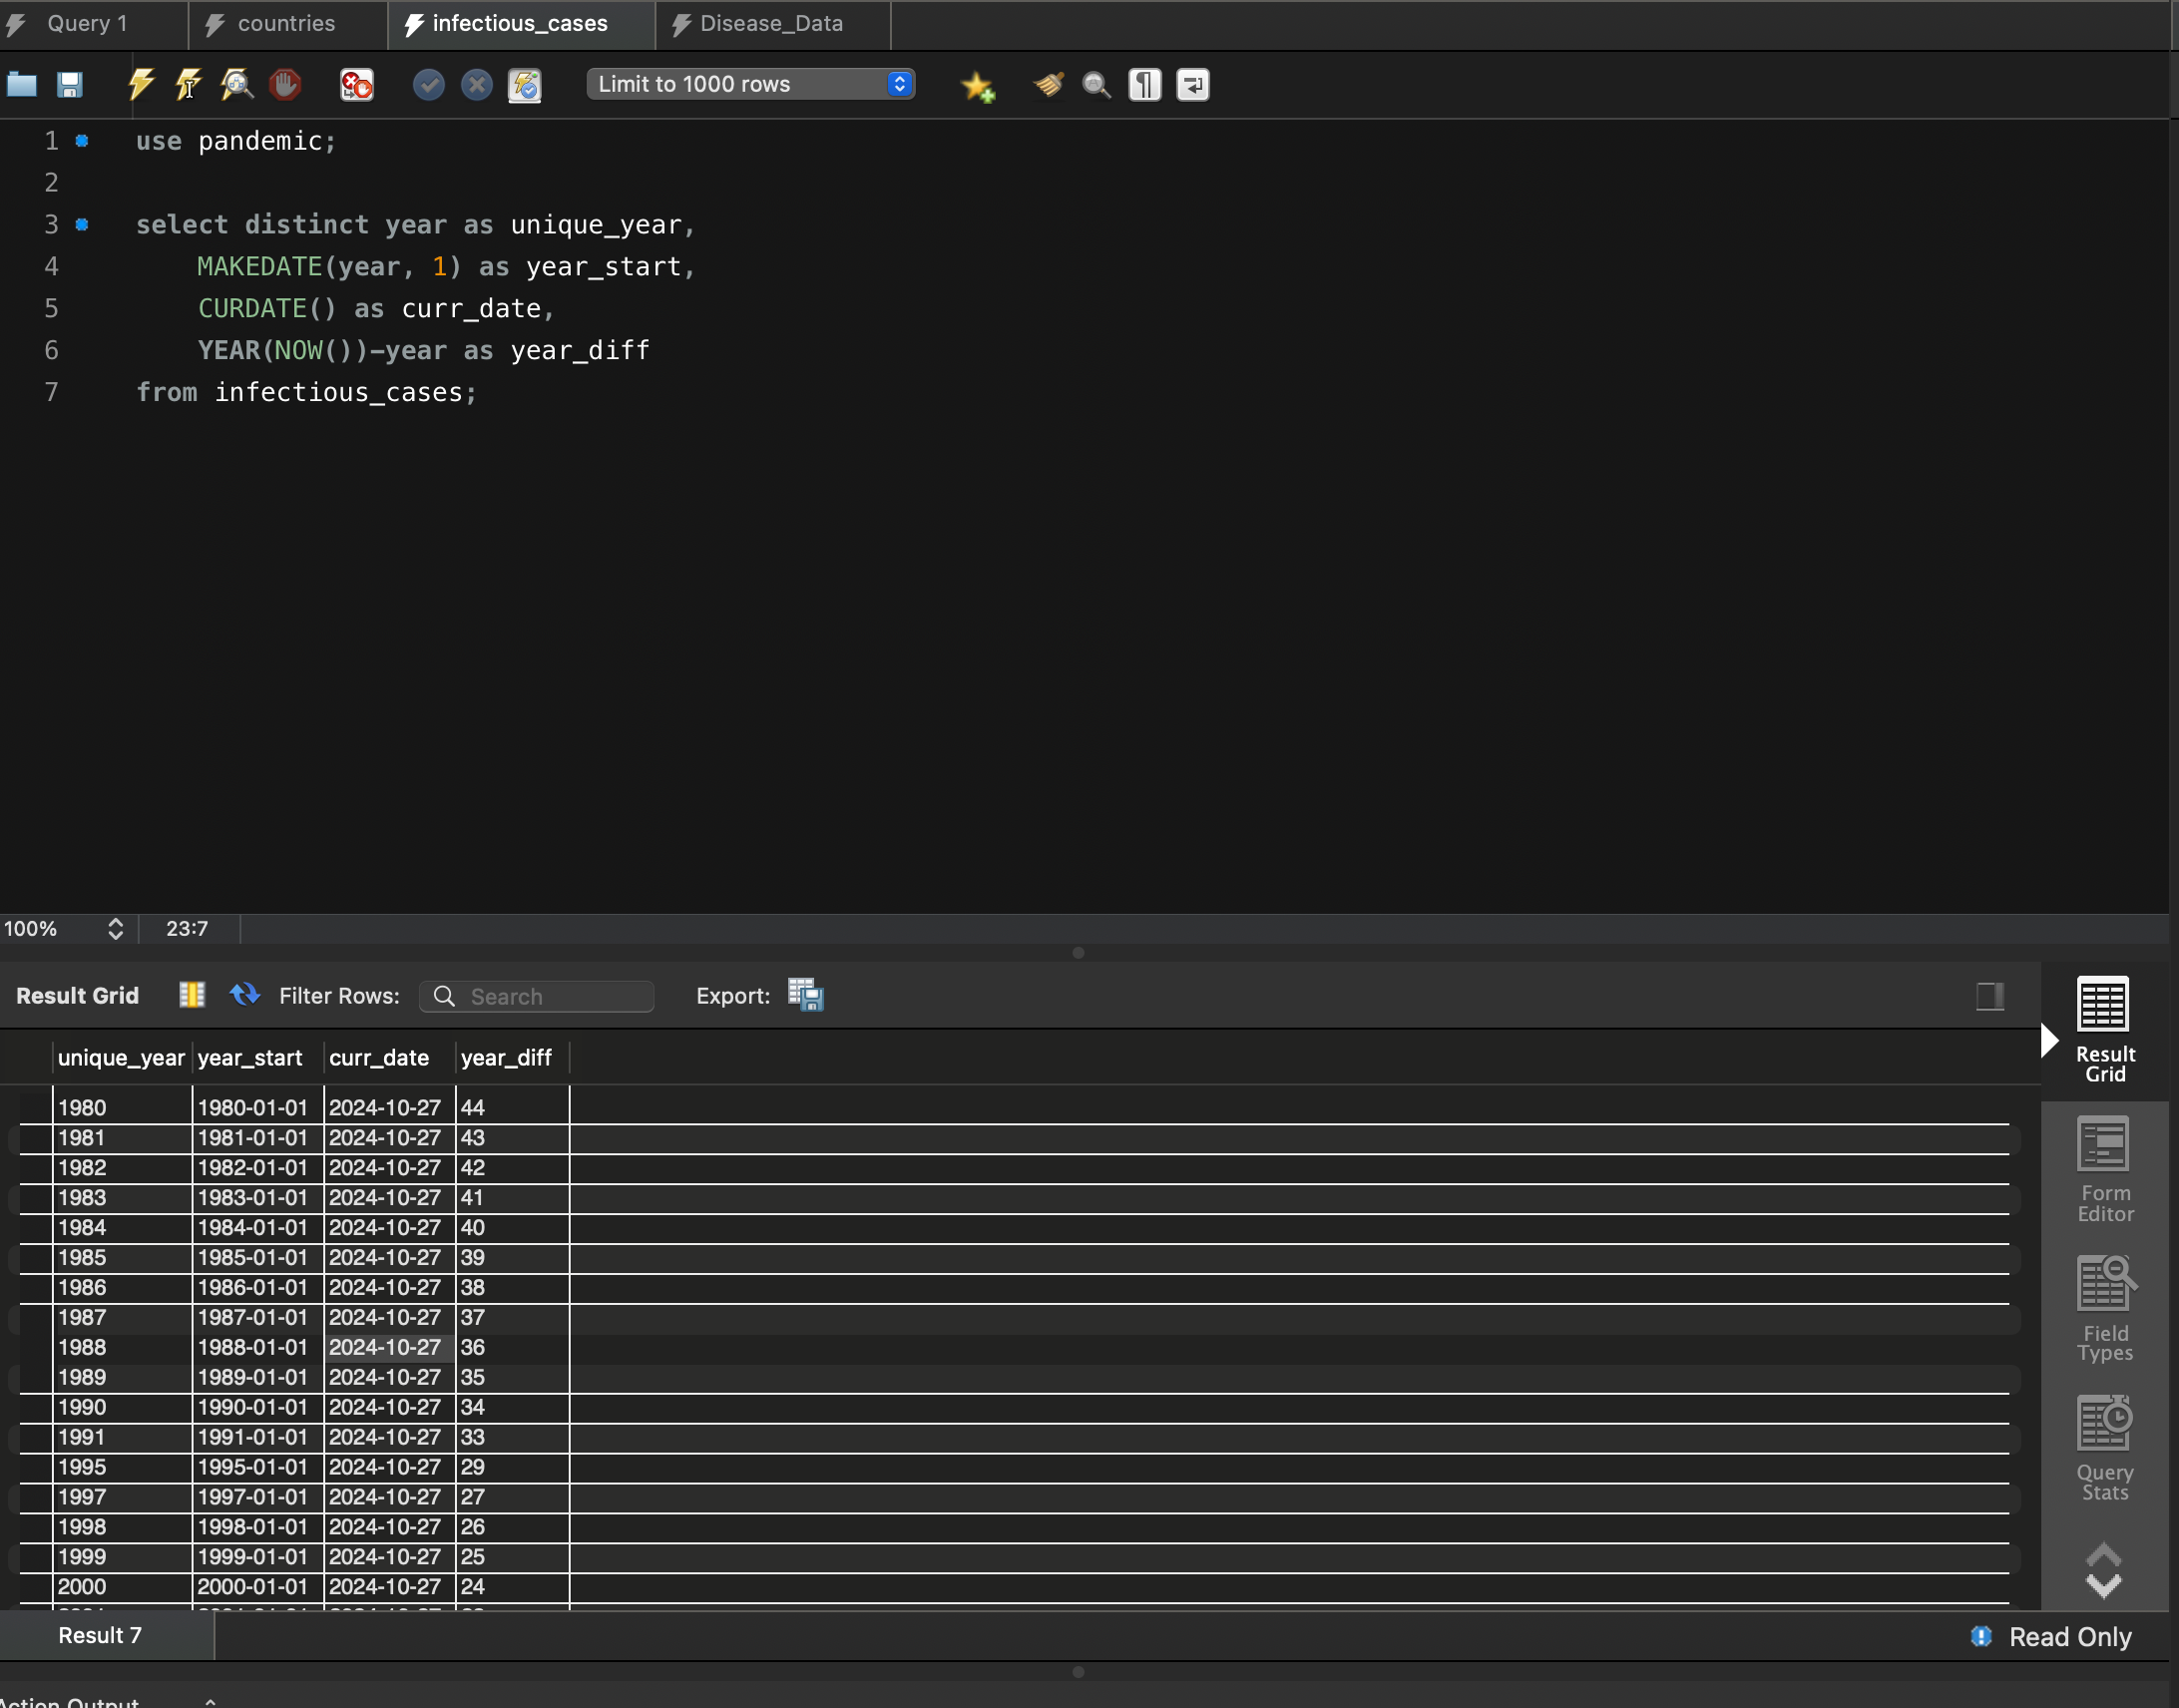 Query 1 countries infectious_cases Disease_Data
Limit to 1000 rows
1 use pandemic;
2
3 select distinct year as unique_year,
4 MAKEDATE(year, 1) as year_start,
5 CURDATE() as curr_date,
6 YEAR(NOW())-year as year_diff
7 from infectious_cases;
100% 23:7
Result Grid Filter Rows: Search Export:
unique_year year_start curr_date year_diff
1980 1980-01-01 2024-10-27 44
1981 1981-01-01 2024-10-27 43
1982 1982-01-01 2024-10-27 42
1983 1983-01-01 2024-10-27 41
1984 1984-01-01 2024-10-27 40
1985 1985-01-01 2024-10-27 39
1986 1986-01-01 2024-10-27 38
1987 1987-01-01 2024-10-27 37
1988 1988-01-01 2024-10-27 36
1989 1989-01-01 2024-10-27 35
1990 1990-01-01 2024-10-27 34
1991 1991-01-01 2024-10-27 33
1995 1995-01-01 2024-10-27 29
1997 1997-01-01 2024-10-27 27
1998 1998-01-01 2024-10-27 26
1999 1999-01-01 2024-10-27 25
2000 2000-01-01 2024-10-27 24
Result
Grid
Form
Editor
Field
Types
Query
Stats
Result 7 Read Only
Action Output